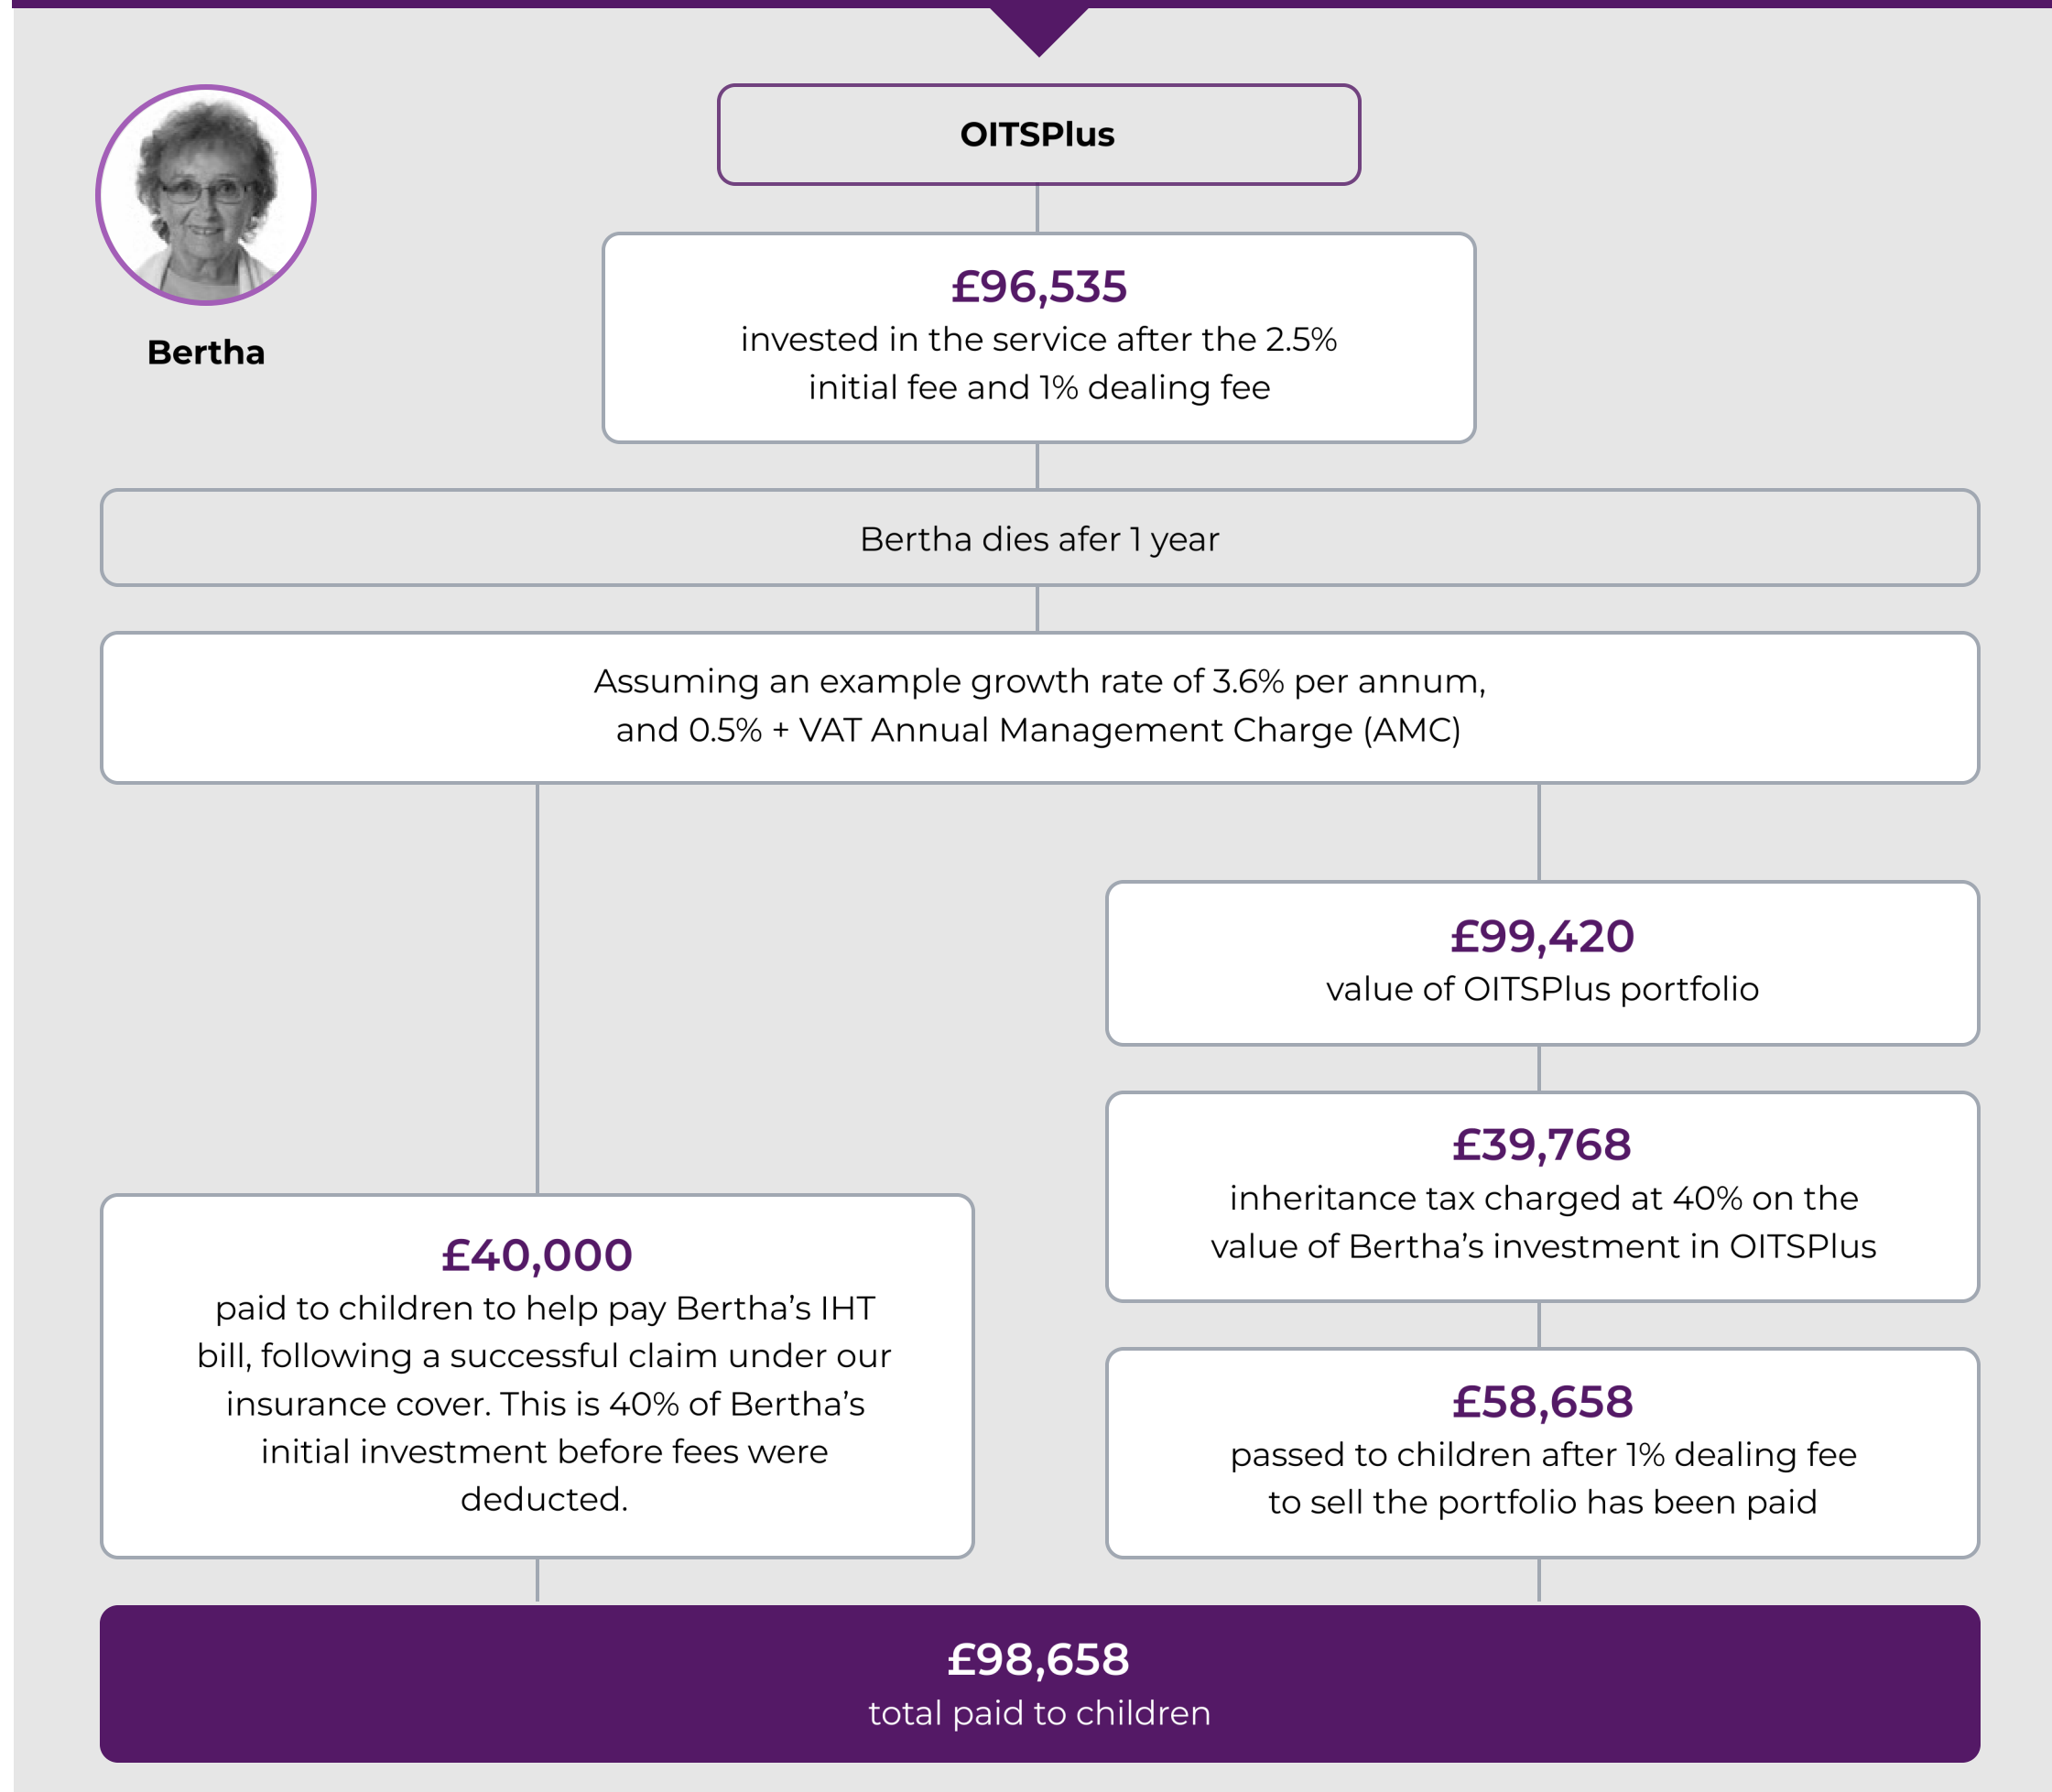 OITSPlus
Bertha
£96,535
invested in the service after the 2.5%
initial fee and 1% dealing fee
Bertha dies afer 1 year
Assuming an example growth rate of 3.6% per annum,
and 0.5% + VAT Annual Management Charge (AMC)
£99,420
value of OITSPlus portfolio
£39,768
inheritance tax charged at 40% on the
value of Bertha’s investment in OITSPlus
£40,000
paid to children to help pay Bertha’s IHT
bill, following a successful claim under our
insurance cover. This is 40% of Bertha’s
initial investment before fees were
deducted.
£58,658
passed to children after 1% dealing fee
to sell the portfolio has been paid
£98,658
total paid to children